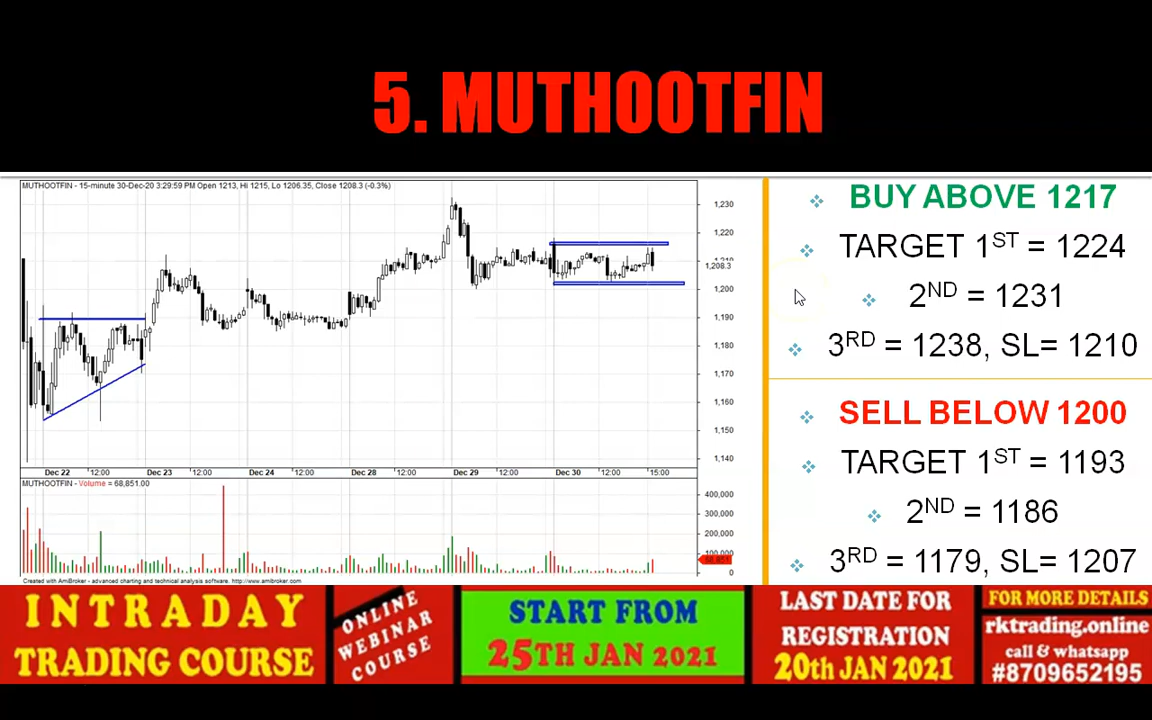 5. MUTHOOTFIN
MUTHOOTFIN - 15-minute 30-Dec-20 3:29:59 PM Open 1213, Hi 1215, Lo 1206.35, Close 1208.3 (-0.3%)
1,230
1,220
1,210
1,208.3
1,200
1,190
1,180
1,170
1,160
1,150
1,140
Dec 22 12:00 Dec 23 12:00 Dec 24 12:00 Dec 28 12:00 Dec 29 12:00 Dec 30 12:00 15:00
MUTHOOTFIN - Volume = 68,851.00
400,000
300,000
200,000
100,000
68,851
0
Created with AmiBroker - advanced charting and technical analysis software. http://www.amibroker.com
BUY ABOVE 1217
TARGET 1ST = 1224
2ND = 1231
3RD = 1238, SL= 1210
SELL BELOW 1200
TARGET 1ST = 1193
2ND = 1186
3RD = 1179, SL= 1207
INTRADAY
TRADING COURSE
ONLINE
WEBINAR
COURSE
START FROM
25TH JAN 2021
LAST DATE FOR
REGISTRATION
20th JAN 2021
FOR MORE DETAILS
rktrading.online
call & whatsapp
#8709652195